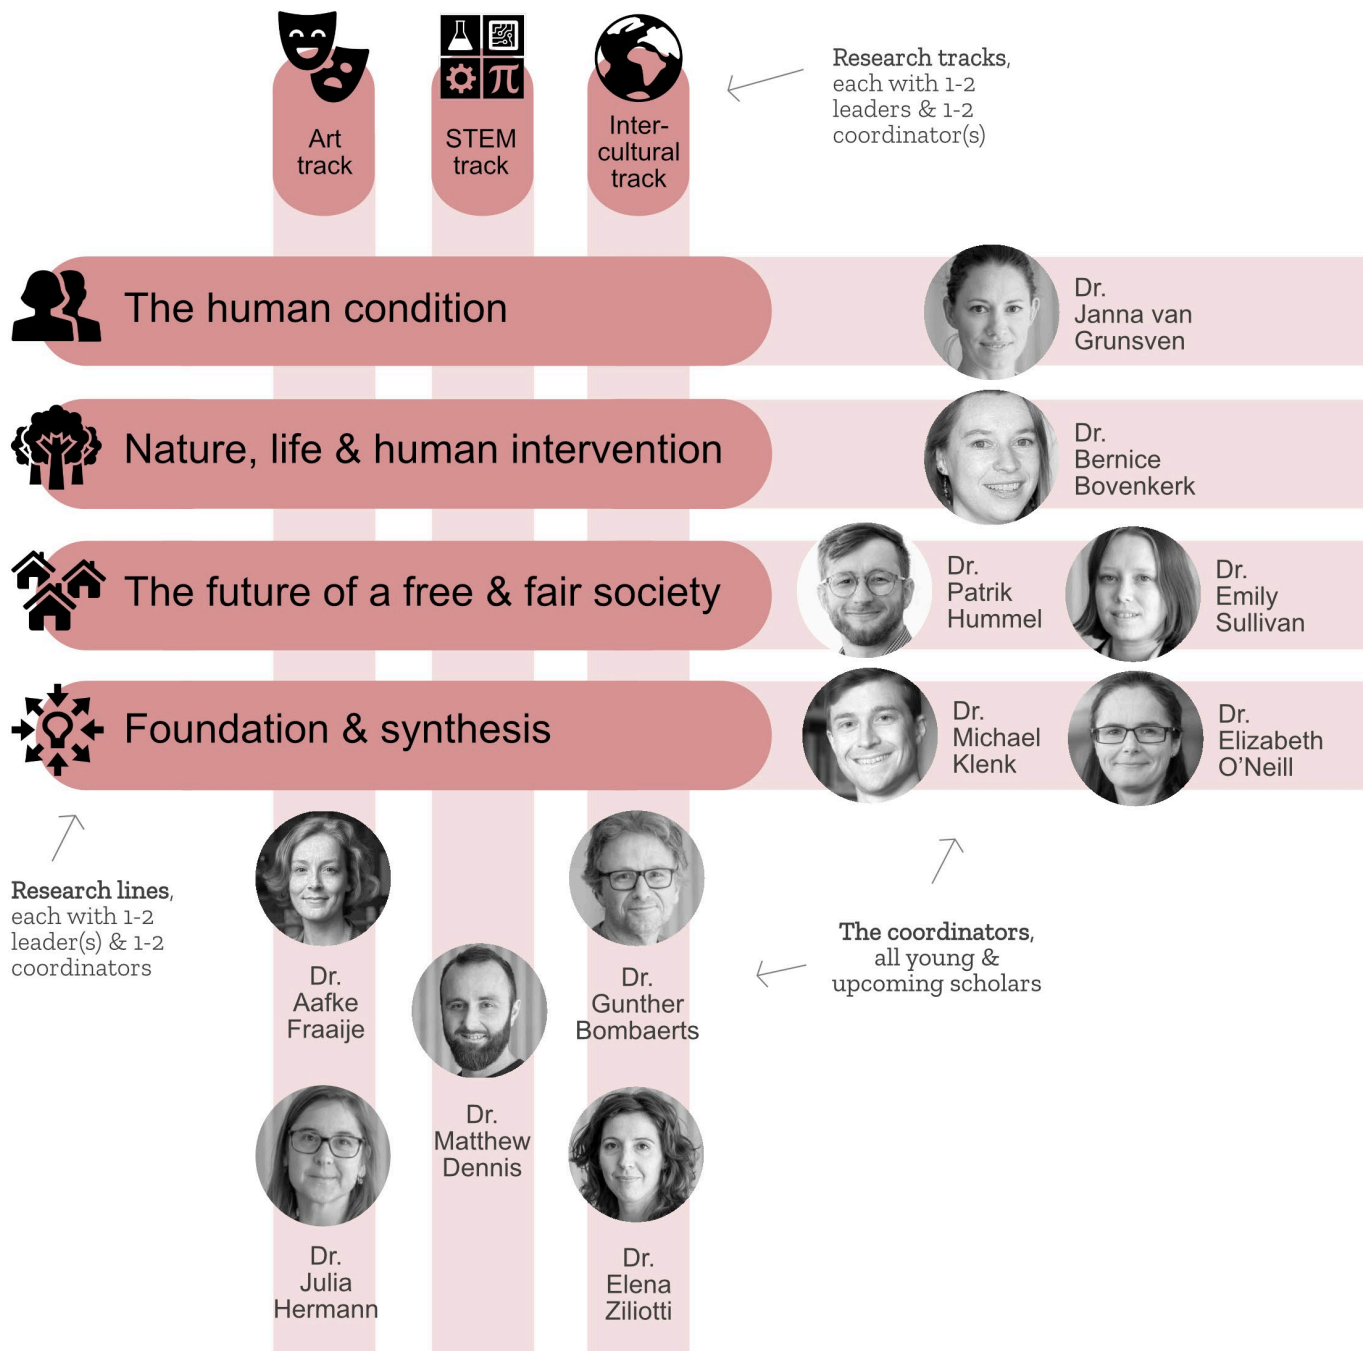 Art
track
STEM
track
Inter-
cultural
track
Research tracks,
each with 1-2
leaders & 1-2
coordinator(s)
The human condition
Dr.
Janna van
Grunsven
Nature, life & human intervention
Dr.
Bernice
Bovenkerk
The future of a free & fair society
Dr.
Patrik
Hummel
Dr.
Emily
Sullivan
Foundation & synthesis
Dr.
Michael
Klenk
Dr.
Elizabeth
O'Neill
Research lines,
each with 1-2
leader(s) & 1-2
coordinators
Dr.
Aafke
Fraaije
Dr.
Gunther
Bombaerts
The coordinators,
all young &
upcoming scholars
Dr.
Matthew
Dennis
Dr.
Julia
Hermann
Dr.
Elena
Ziliotti